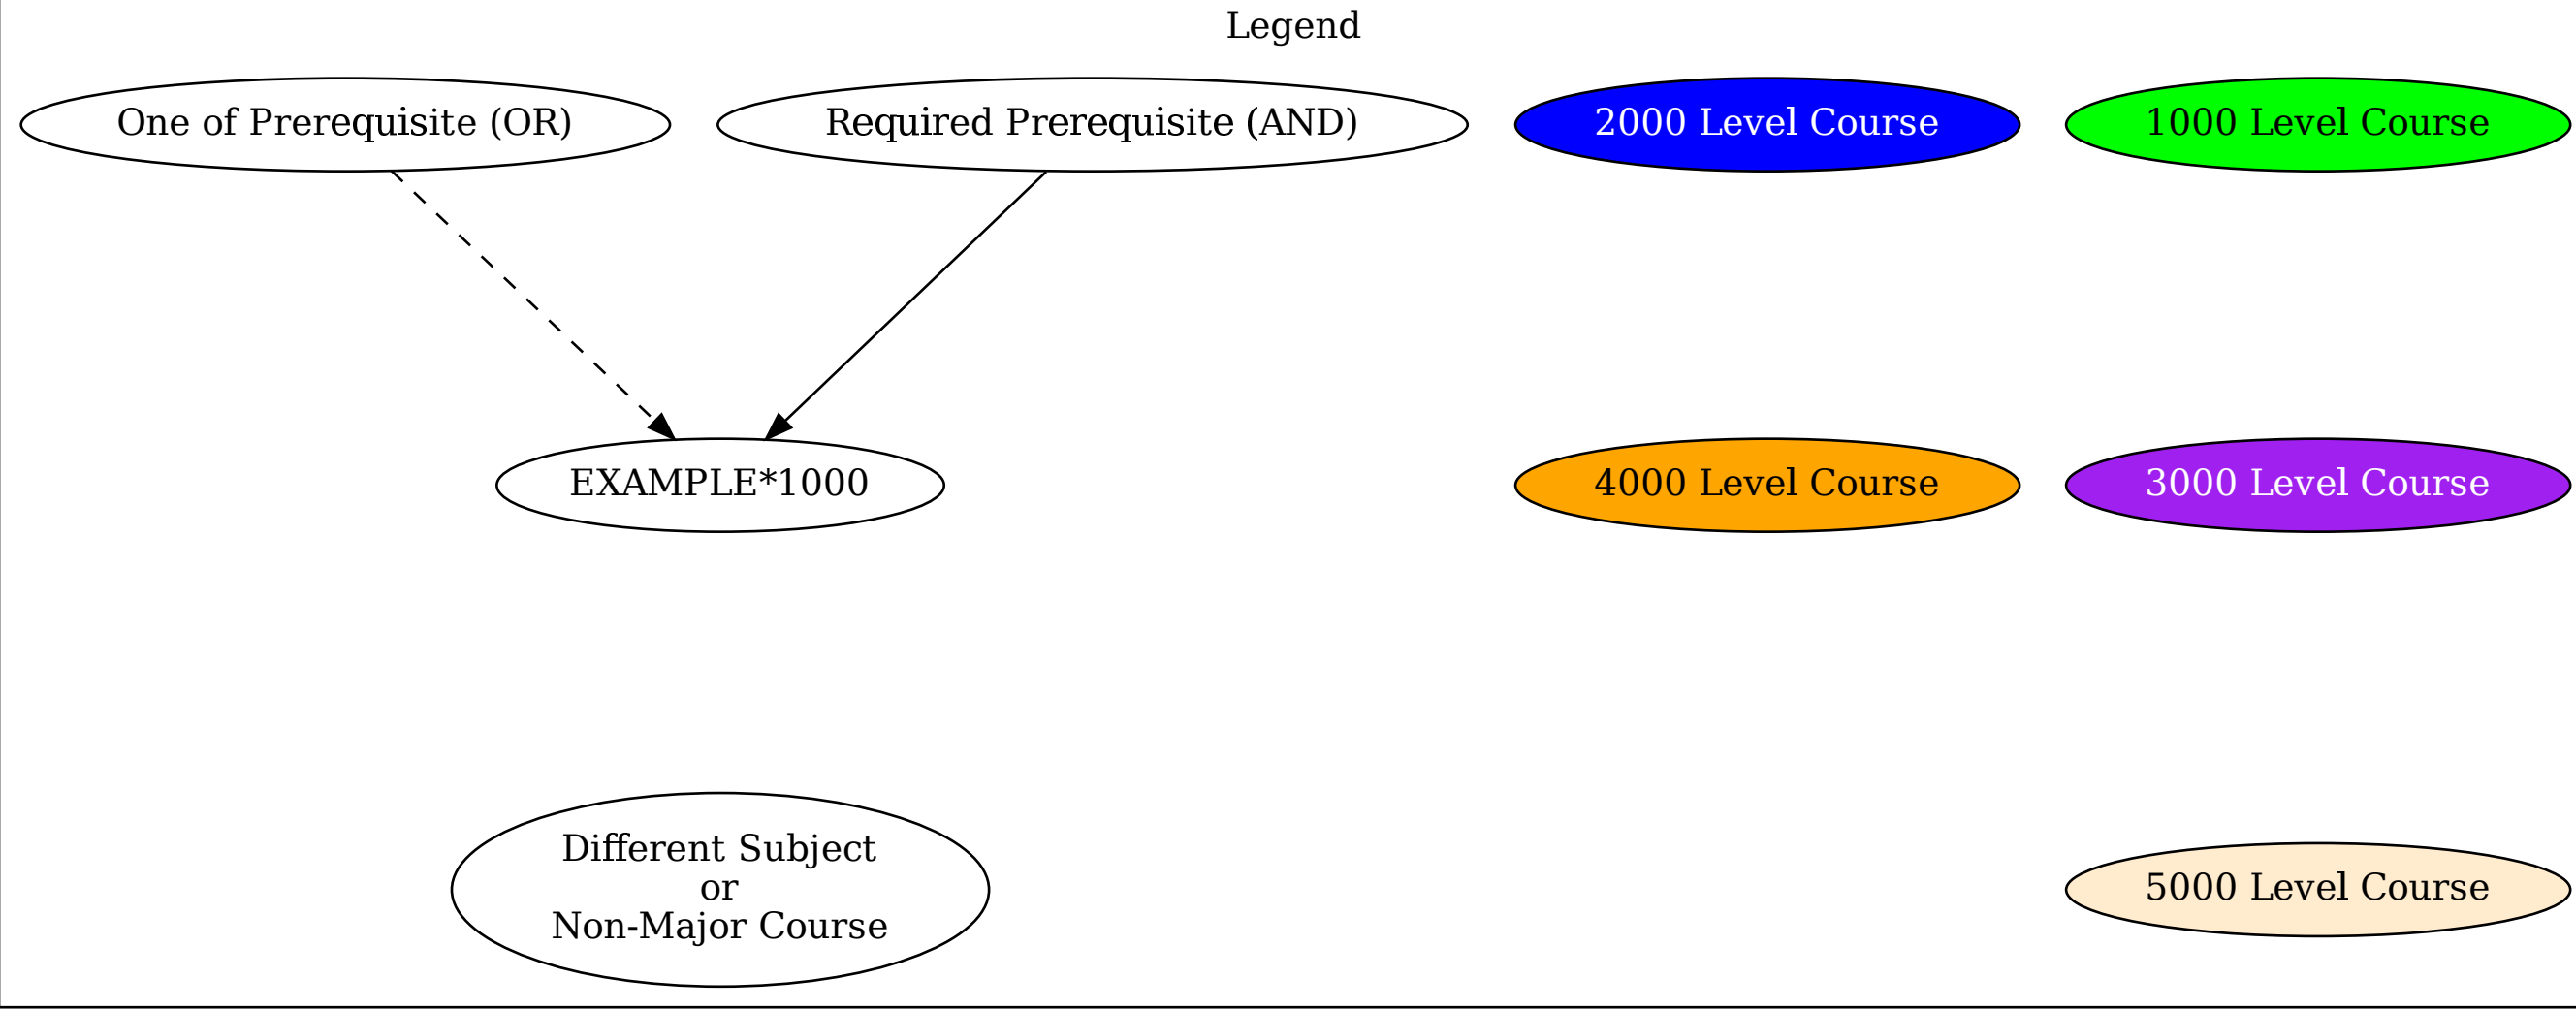 Legend
One of Prerequisite (OR)
Required Prerequisite (AND)
2000 Level Course
1000 Level Course
EXAMPLE*1000
4000 Level Course
3000 Level Course
Different Subject
or
Non-Major Course
5000 Level Course